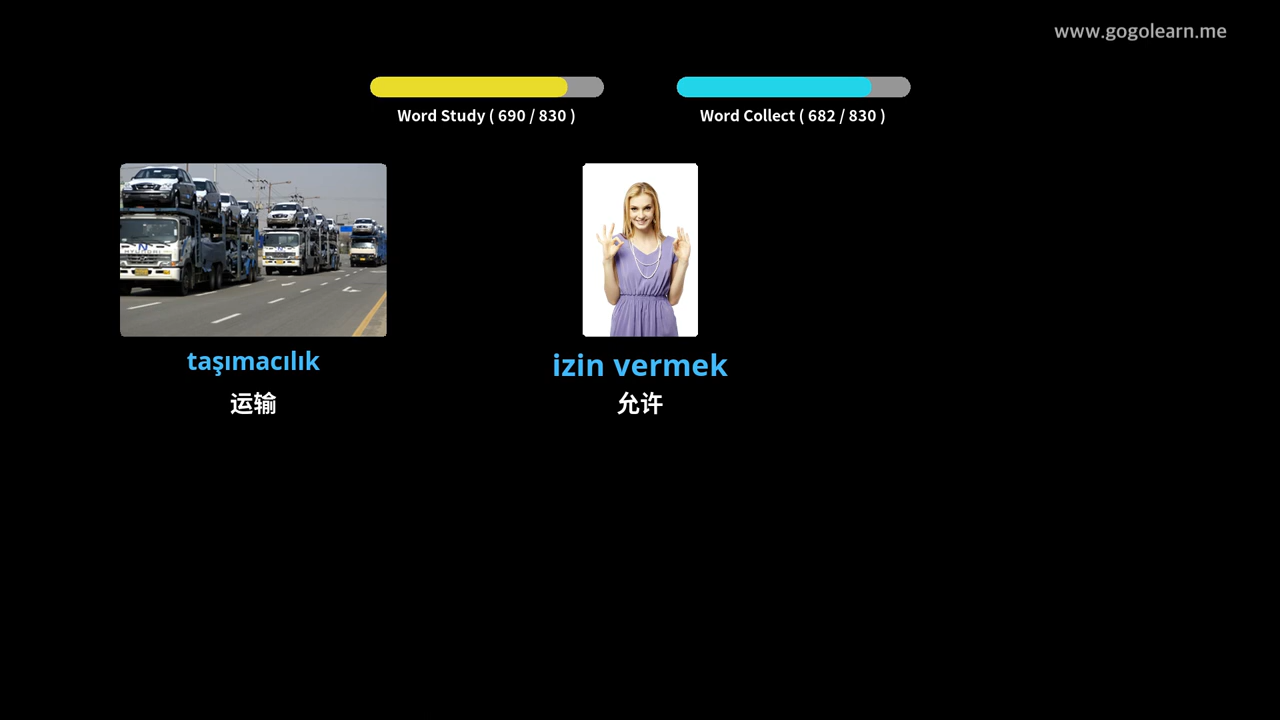 www.gogolearn.me
Word Study ( 690 / 830 )
Word Collect ( 682 / 830 )
taşımacılık
运输
izin vermek
允许